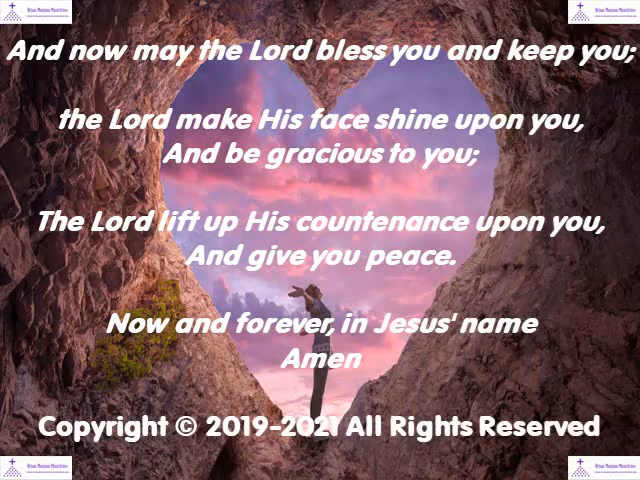 And now may the Lord bless you and keep you;
the Lord make His face shine upon you,
And be gracious to you;
The Lord lift up His countenance upon you,
And give you peace.
Now and forever, in Jesus' name
Amen
Copyright © 2019-2021 All Rights Reserved